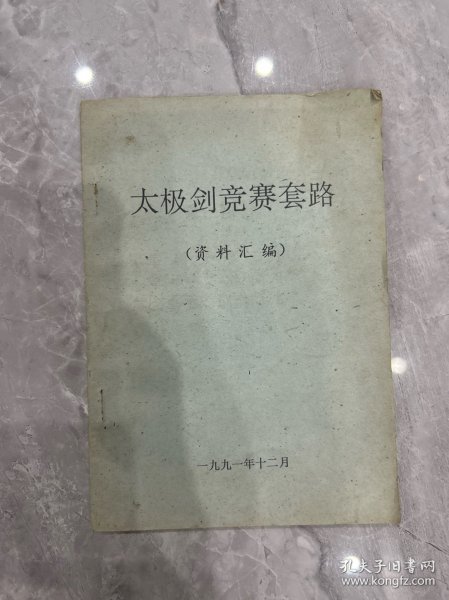 太极剑竞赛套路
（资料汇编）
一九九一年十二月
孔夫子旧书网
www.kongfz.com